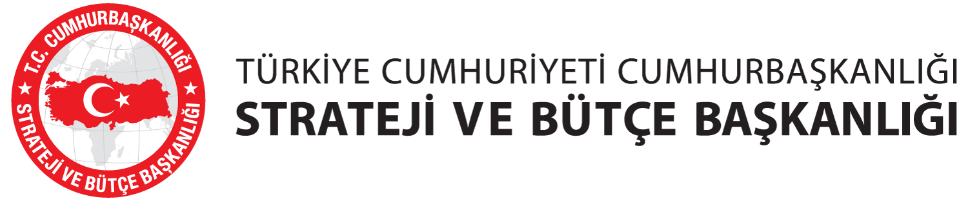 T.C. CUMHURBAŞKANLIĞI
STRATEJİ VE BÜTÇE BAŞKANLIĞI
TÜRKİYE CUMHURİYETİ CUMHURBAŞKANLIĞI
STRATEJİ VE BÜTÇE BAŞKANLIĞI